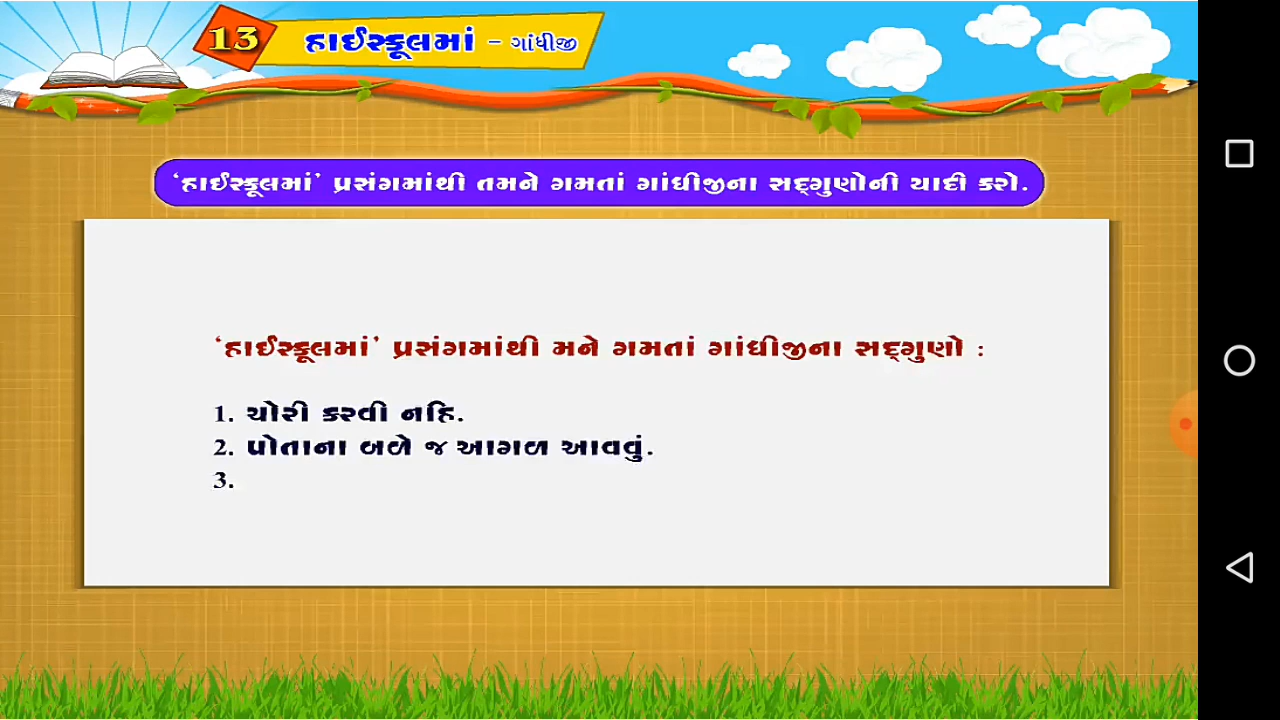 13 હાઈસ્કૂલમાં – ગાંધીજી
‘હાઈસ્કૂલમાં’ પ્રસંગમાંથી તમને ગમતાં ગાંધીજીના સદ્ગુણોની યાદી કરો.
‘હાઈસ્કૂલમાં’ પ્રસંગમાંથી મને ગમતાં ગાંધીજીના સદ્ગુણો :
1. ચોરી કરવી નહિ.
2. પોતાના બળે જ આગળ આવવું.
3.